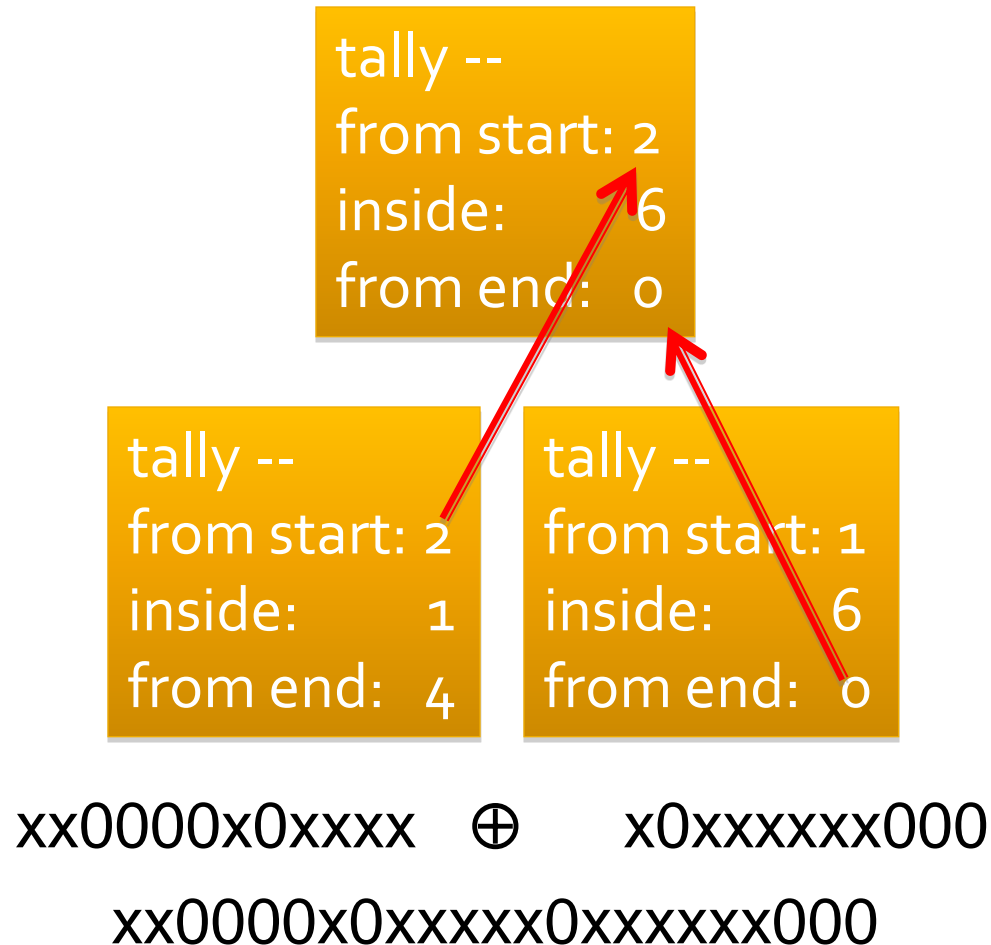 tally --
from start: 2
inside: 6
from end: 0
tally --
from start: 2
inside: 1
from end: 4
tally --
from start: 1
inside: 6
from end: 0
xx0000x0xxxx ⊕ x0xxxxxx000
xx0000x0xxxxx0xxxxxx000